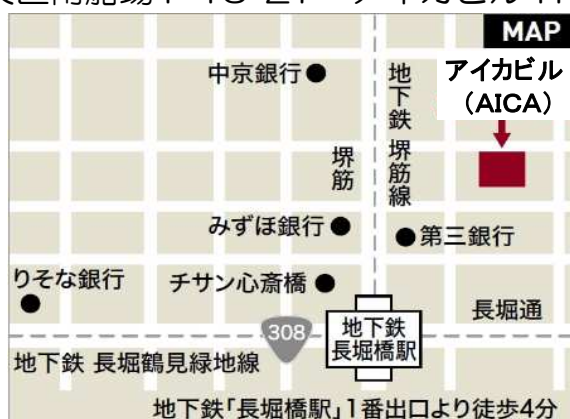 MAP
アイカビル
（AICA）
中京銀行
地下鉄 堺筋線
堺筋
みずほ銀行
第三銀行
りそな銀行
チサン心斎橋
長堀通
308
地下鉄
長堀橋駅
地下鉄 長堀鶴見緑地線
地下鉄「長堀橋駅」1番出口より徒歩4分